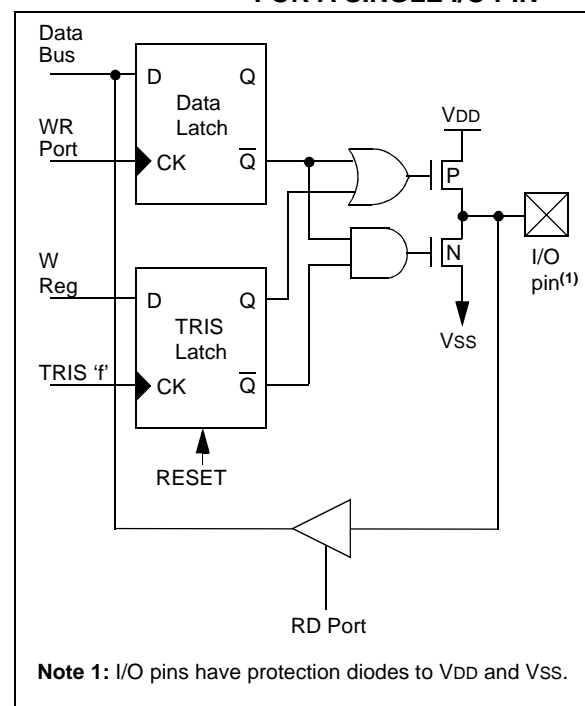 FOR A SINGLE I/O PIN
Data
Bus
D
Q
Data
Latch
WR
Port
CK
Q
VDD
P
W
Reg
D
Q
TRIS
Latch
TRIS ‘f’
CK
Q
N
I/O
pin(1)
VSS
RESET
RD Port
Note 1: I/O pins have protection diodes to VDD and VSS.